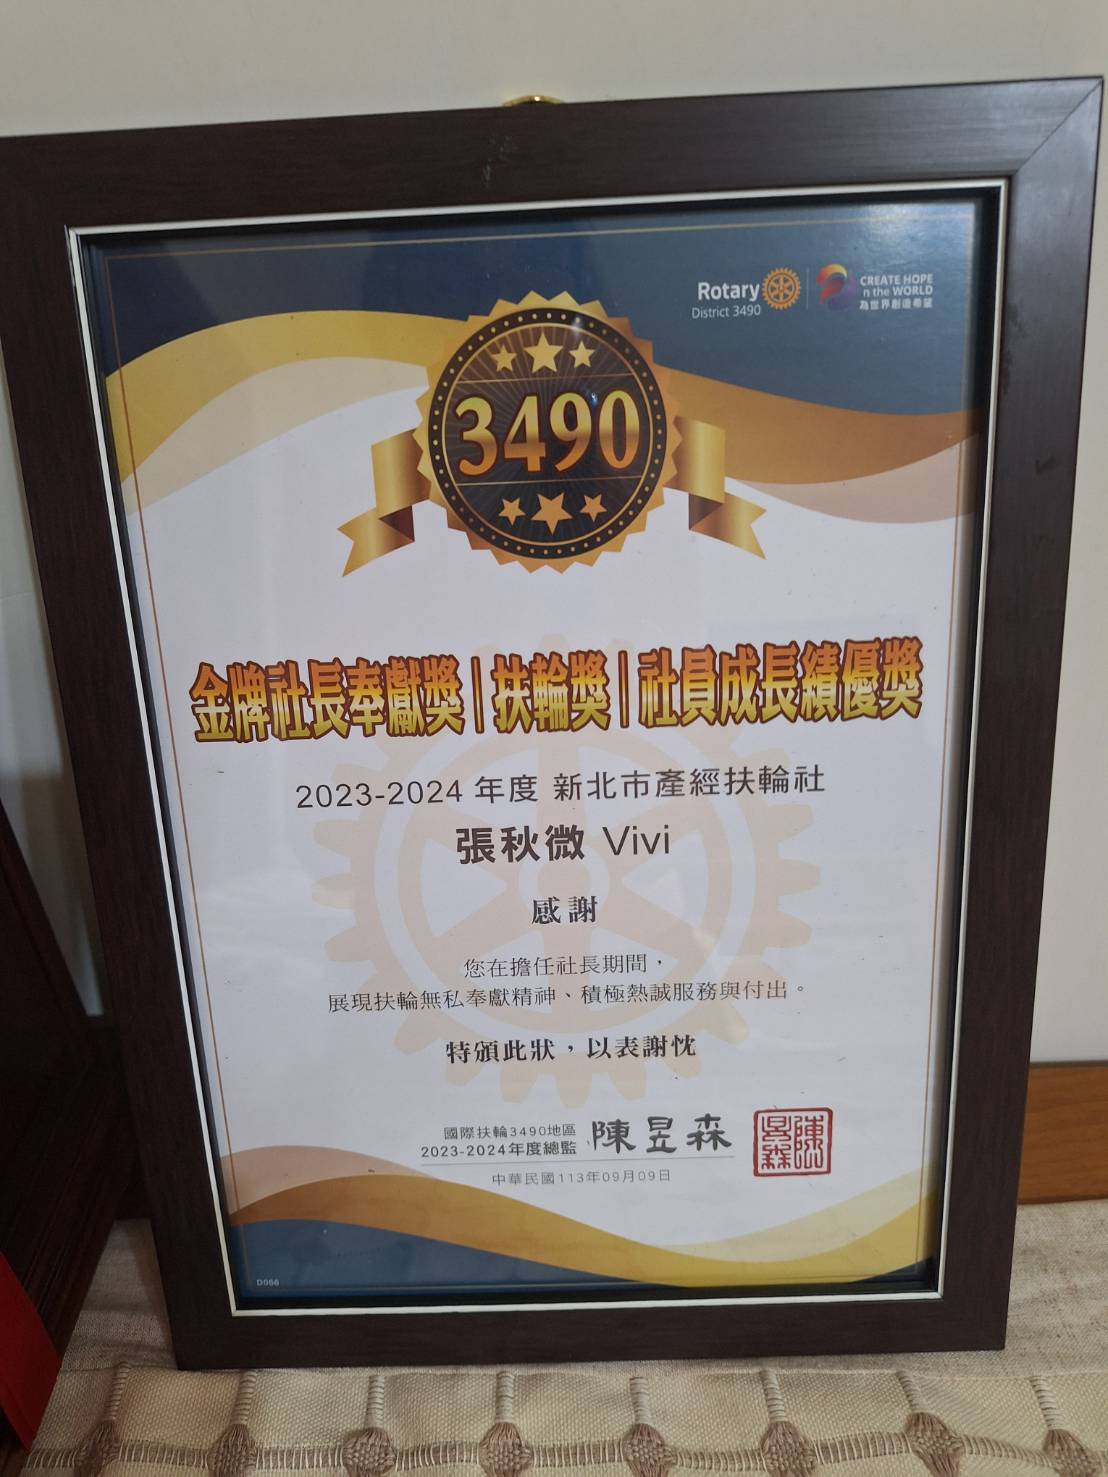 Rotary
District 3490
CREATE HOPE
n the WORLD
為世界創造希望
3490
金牌社長奉獻獎|扶輪獎|社員成長績優獎
2023-2024 年度 新北市產經扶輪社
張秋微 Vivi
感謝
您在擔任社長期間，
展現扶輪無私奉獻精神、積極熱誠服務與付出。
特頒此狀，以表謝忱
國際扶輪3490地區
2023-2024年度總監 陳昱森
中華民國113年09月09日
D066